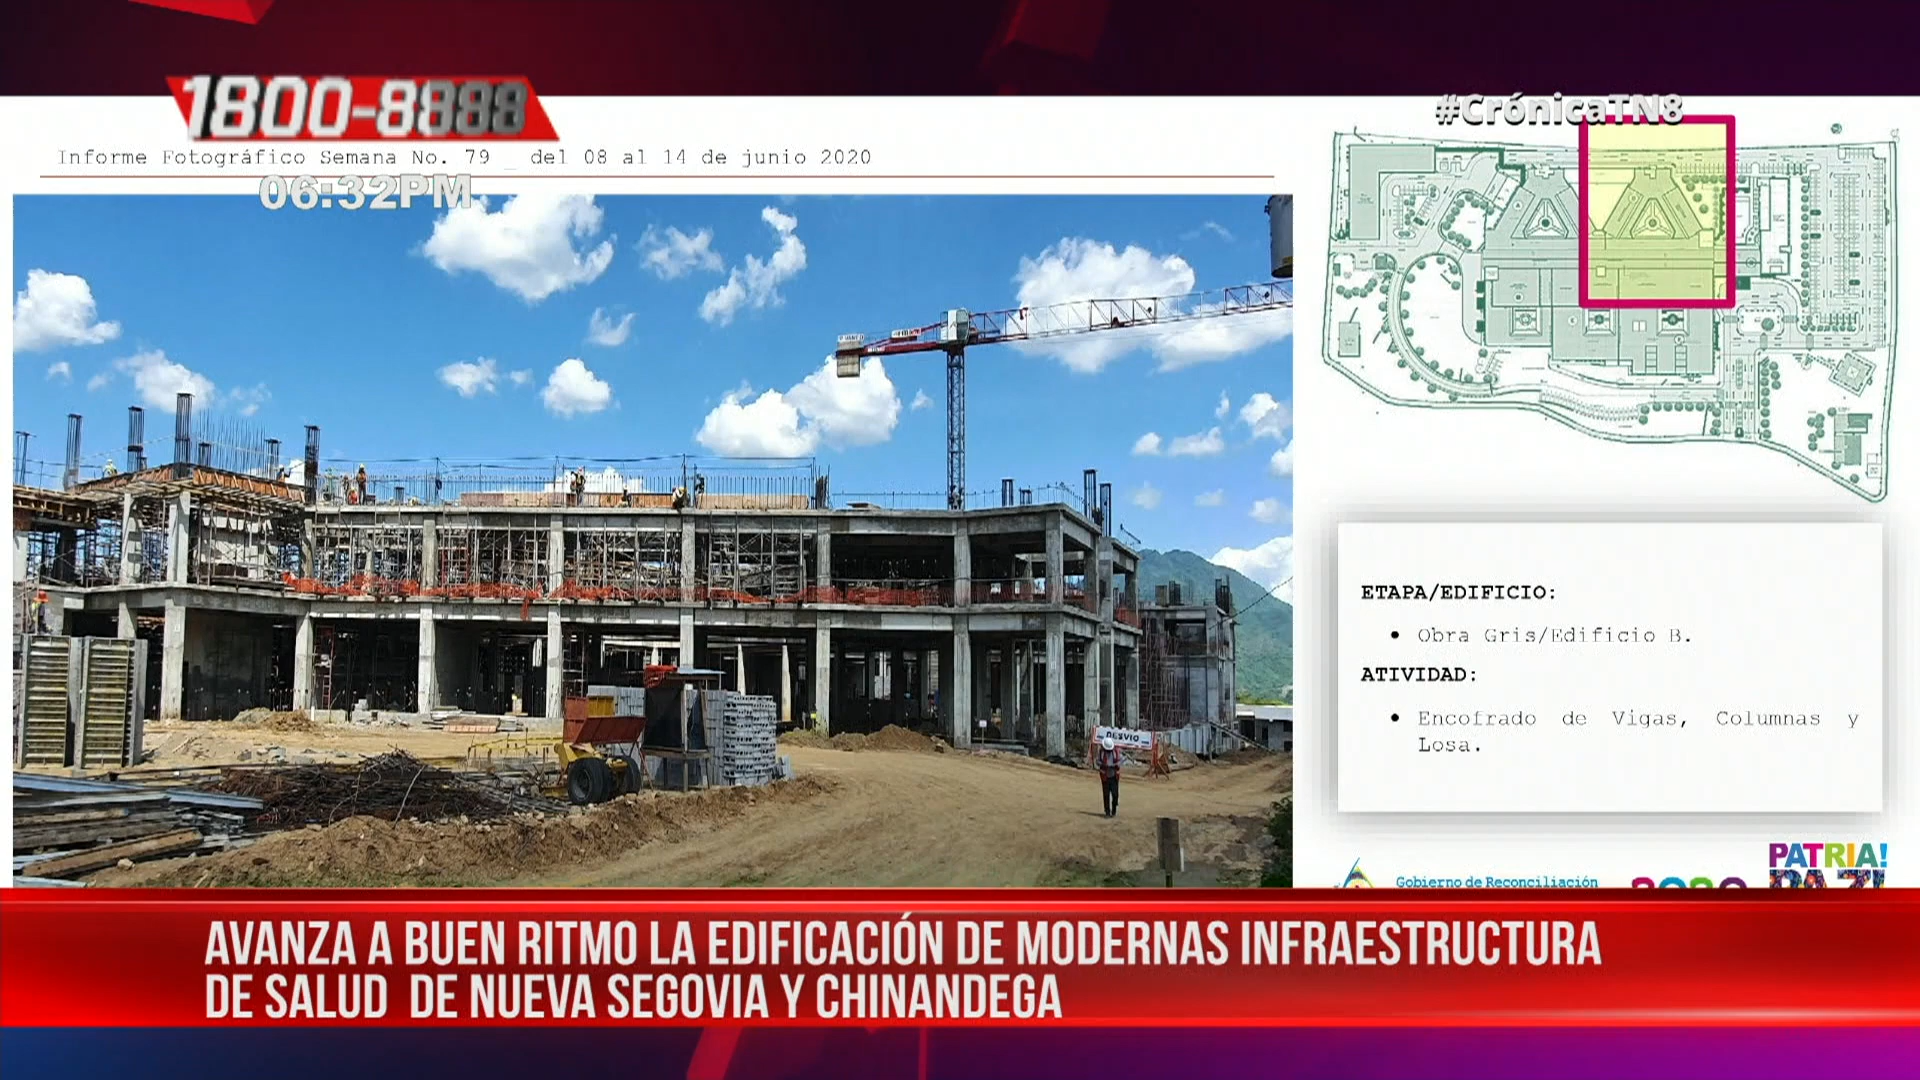 1800-8888
#CrónicaTN8
Informe Fotográfico Semana No. 79 _ del 08 al 14 de junio 2020
06:32PM
DESVIO
ETAPA/EDIFICIO:
• Obra Gris/Edificio B.
ATIVIDAD:
• Encofrado de Vigas, Columnas y
Losa.
Gobierno de Reconciliación
2020
PATRIA!
PAZ!
AVANZA A BUEN RITMO LA EDIFICACIÓN DE MODERNAS INFRAESTRUCTURA
DE SALUD DE NUEVA SEGOVIA Y CHINANDEGA